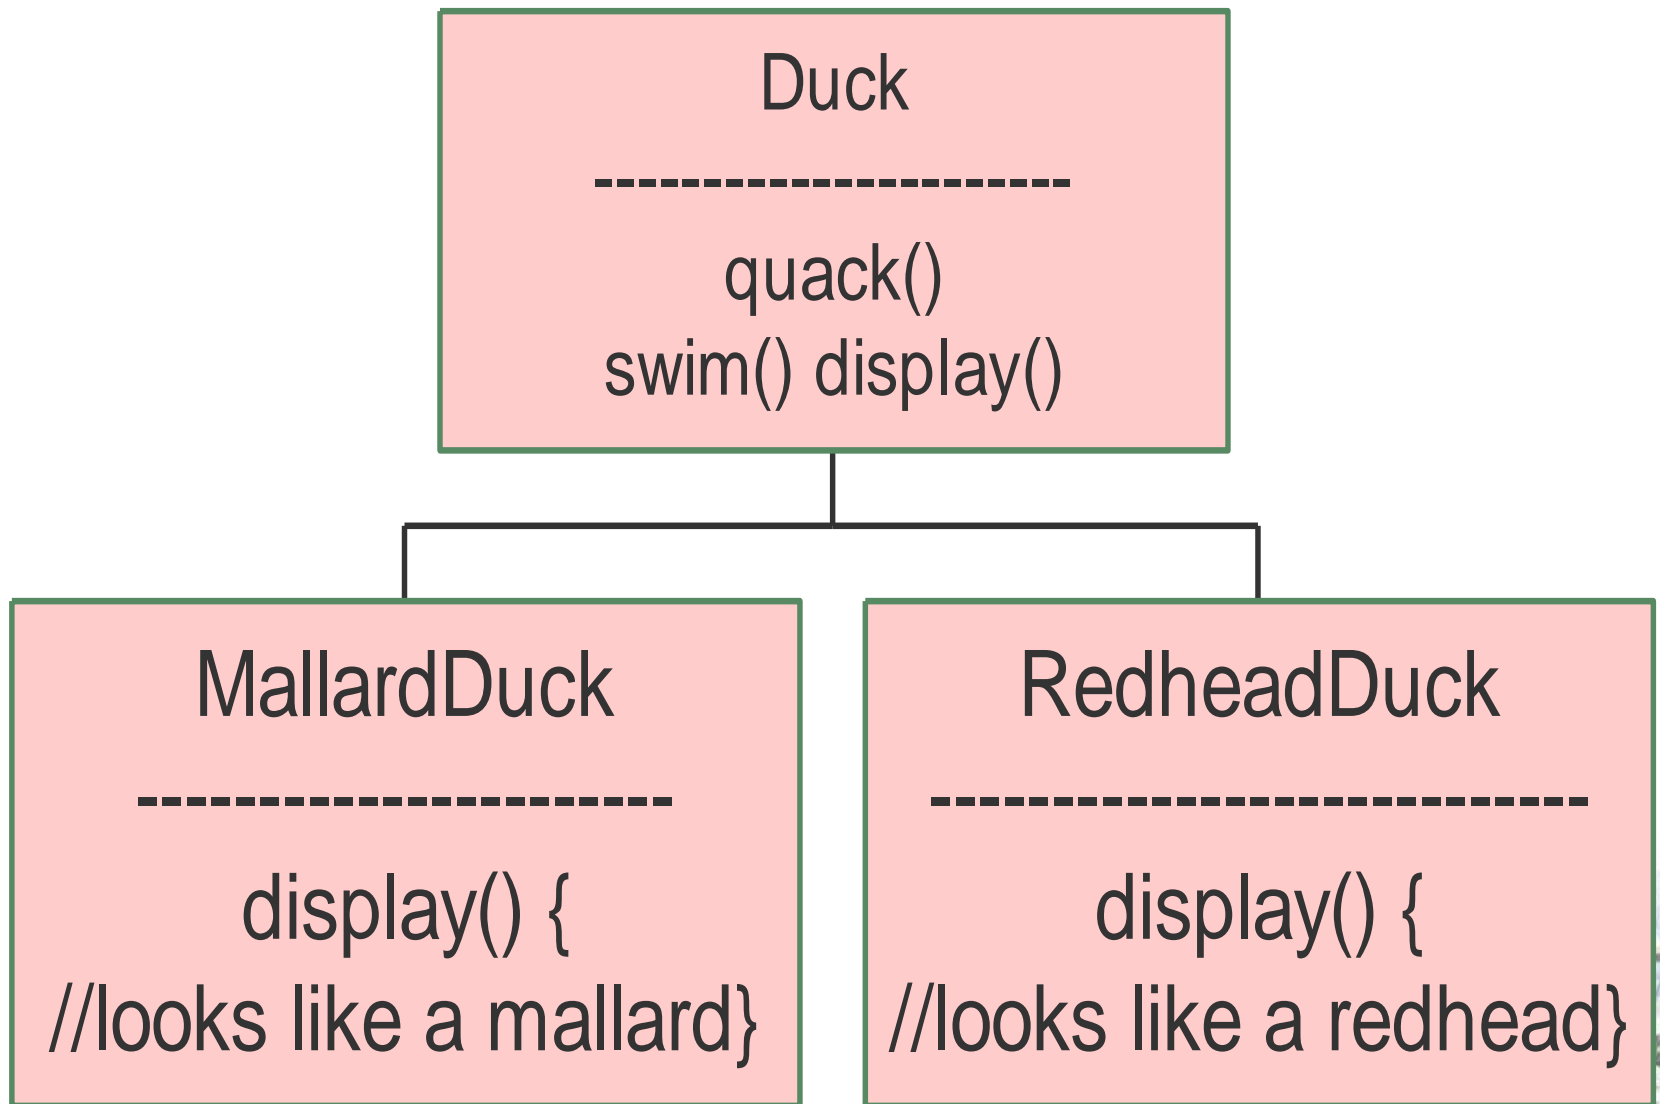 Duck
----------------------
quack()
swim() display()
MallardDuck
----------------------
display() {
//looks like a mallard}
RedheadDuck
---------------------------
display() {
//looks like a redhead}